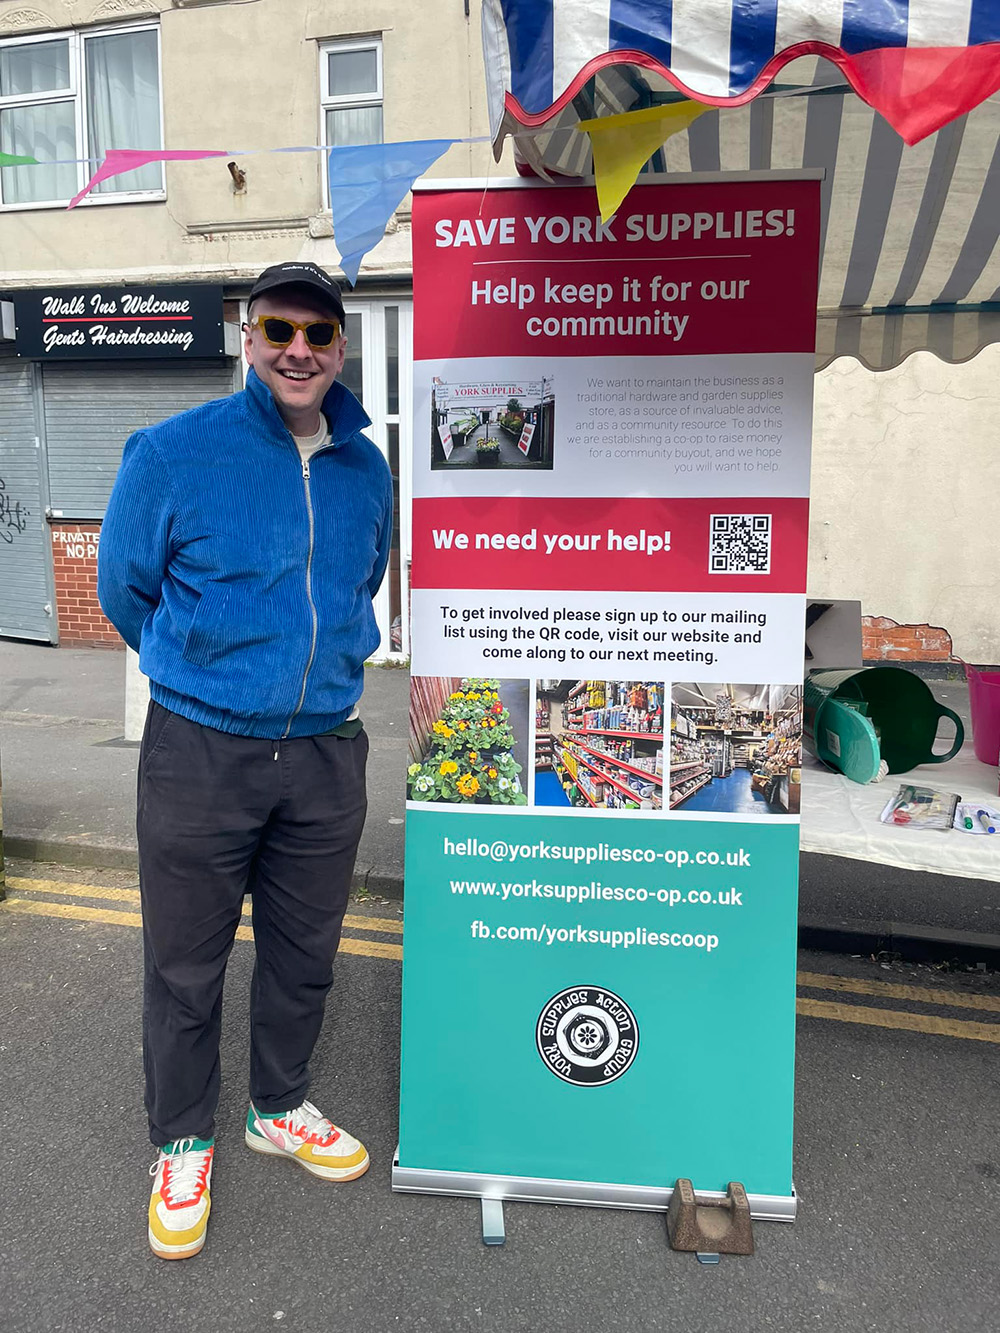 SAVE YORK SUPPLIES!
Help keep it for our
community
YORK SUPPLIES
We want to maintain the business as a
traditional hardware and garden supplies
store, as a source of invaluable advice,
and as a community resource. To do this
we are establishing a co-op to raise money
for a community buyout, and we hope
you will want to help.
We need your help!
To get involved please sign up to our mailing
list using the QR code, visit our website and
come along to our next meeting.
hello@yorksuppliesco-op.co.uk
www.yorksuppliesco-op.co.uk
fb.com/yorksuppliescoop
YORK SUPPLIES ACTION GROUP
Walk Ins Welcome
Gents Hairdressing
PRIVATE
NO PA